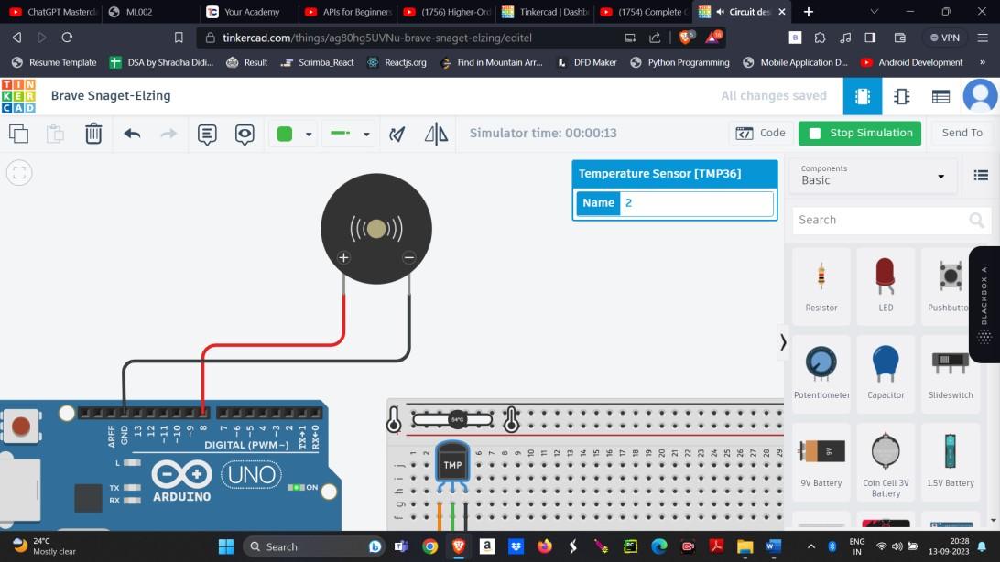 ChatGPT Mastercl
ML002
Your Academy
APIs for Beginners
(1756) Higher-Ord
Tinkercad | Dashb
(1754) Complete C
Circuit des
tinkercad.com/things/ag80hg5UVNu-brave-snaget-elzing/editel
5
16
B
VPN
Resume Template
DSA by Shradha Didi...
Result
Scrimba_React
Reactjs.org
Find in Mountain Arr...
DFD Maker
Python Programming
Mobile Application D...
Android Development
»
TIN
KER
CAD
Brave Snaget-Elzing
All changes saved
Simulator time: 00:00:13
Code
Stop Simulation
Send To
Temperature Sensor [TMP36]
Name 2
Components
Basic
Search
Resistor
LED
Pushbutto
Potentiometer
Capacitor
Slideswitch
9V
9V Battery
Coin Cell 3V
Battery
1.5V Battery
BLACKBOX AI
+
−
AREF
GND
13
12
~11
~10
~9
8
7
~6
~5
4
~3
2
TX→1
RX←0
DIGITAL (PWM~)
L
TX
RX
UNO
ARDUINO
ON
54°C
1 2 6 7 8 9 10 11 12 13 14 15 16 17 18 19 20 21 22 23 24 25 26 27 28 29
TMP
j
i
h
g
f
24°C
Mostly clear
Search
ENG
IN
20:28
13-09-2023